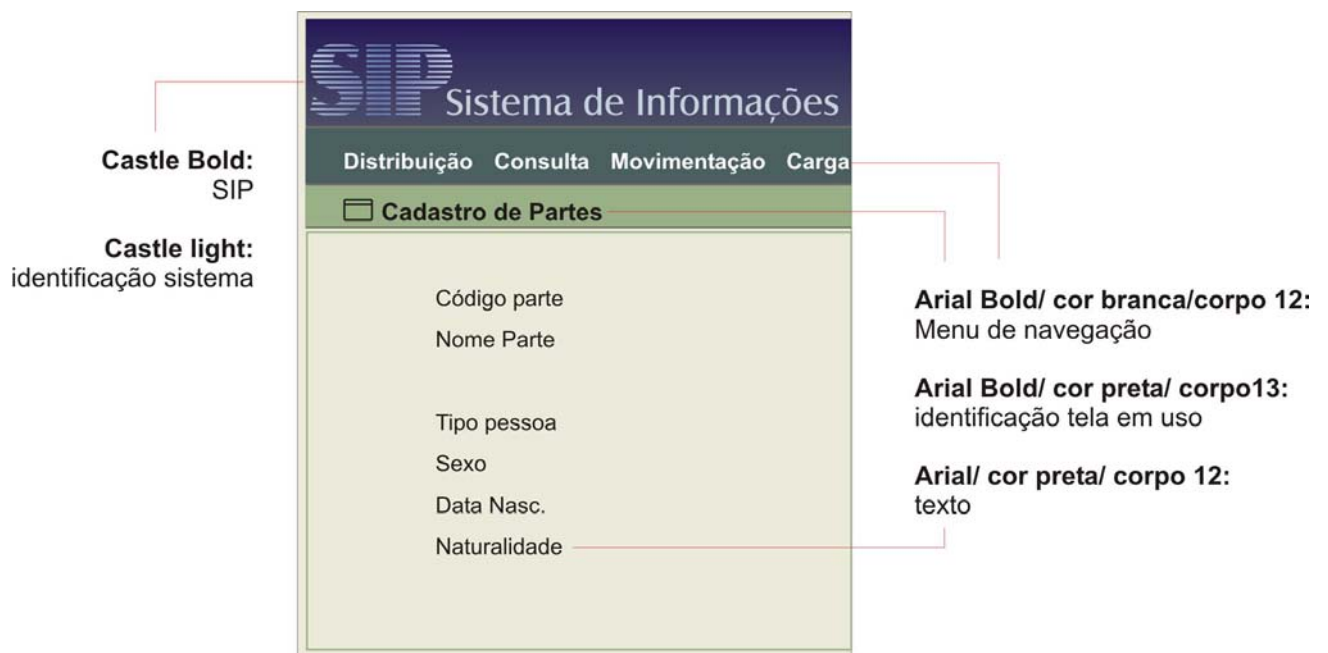 SIP
Sistema de Informações
Distribuição Consulta Movimentação Carga
Cadastro de Partes
Código parte
Nome Parte
Tipo pessoa
Sexo
Data Nasc.
Naturalidade
Castle Bold:
SIP
Castle light:
identificação sistema
Arial Bold/ cor branca/corpo 12:
Menu de navegação
Arial Bold/ cor preta/ corpo13:
identificação tela em uso
Arial/ cor preta/ corpo 12:
texto